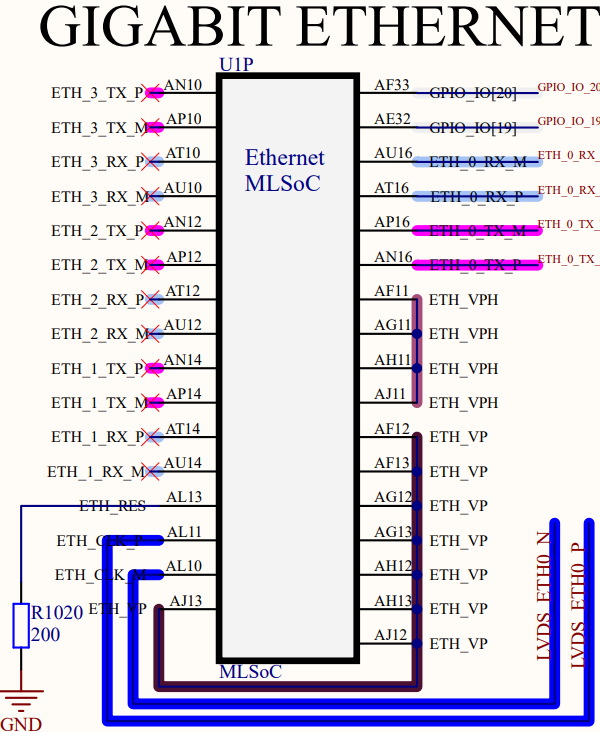 GIGABIT ETHERNET
U1P
Ethernet
MLSoC
ETH_3_TX_P AN10
ETH_3_TX_M AP10
ETH_3_RX_P AT10
ETH_3_RX_M AU10
ETH_2_TX_P AN12
ETH_2_TX_M AP12
ETH_2_RX_P AT12
ETH_2_RX_M AU12
ETH_1_TX_P AN14
ETH_1_TX_M AP14
ETH_1_RX_P AT14
ETH_1_RX_M AU14
ETH_RES AL13
ETH_CLK_P AL11
ETH_CLK_M AL10
ETH_VP AJ13
AF33 GPIO_IO[20] GPIO_IO_20
AE32 GPIO_IO[19] GPIO_IO_19
AU16 ETH_0_RX_M ETH_0_RX_
AT16 ETH_0_RX_P ETH_0_RX_
AP16 ETH_0_TX_M ETH_0_TX_
AN16 ETH_0_TX_P ETH_0_TX_
AF11 ETH_VPH
AG11 ETH_VPH
AH11 ETH_VPH
AJ11 ETH_VPH
AF12 ETH_VP
AF13 ETH_VP
AG12 ETH_VP
AG13 ETH_VP
AH12 ETH_VP
AH13 ETH_VP
AJ12 ETH_VP
MLSoC
R1020
200
GND
LVDS_ETH0_N
LVDS_ETH0_P